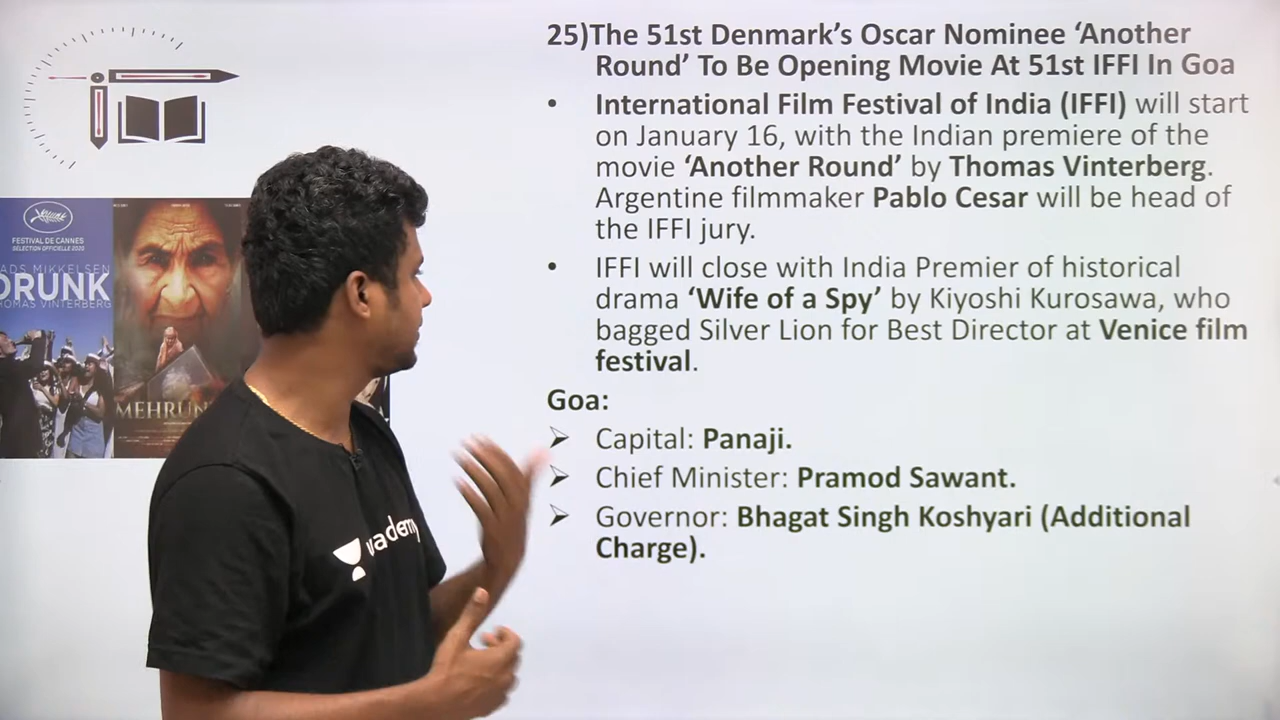 25)The 51st Denmark’s Oscar Nominee ‘Another
Round’ To Be Opening Movie At 51st IFFI In Goa
• International Film Festival of India (IFFI) will start
on January 16, with the Indian premiere of the
movie ‘Another Round’ by Thomas Vinterberg.
Argentine filmmaker Pablo Cesar will be head of
the IFFI jury.
• IFFI will close with India Premier of historical
drama ‘Wife of a Spy’ by Kiyoshi Kurosawa, who
bagged Silver Lion for Best Director at Venice film
festival.
Goa:
➢ Capital: Panaji.
➢ Chief Minister: Pramod Sawant.
➢ Governor: Bhagat Singh Koshyari (Additional
Charge).
FESTIVAL DE CANNES
SÉLECTION OFFICIELLE 2020
ADS MIKKELSEN
DRUNK
HOMAS VINTERBERG
MEHRUN
unademy